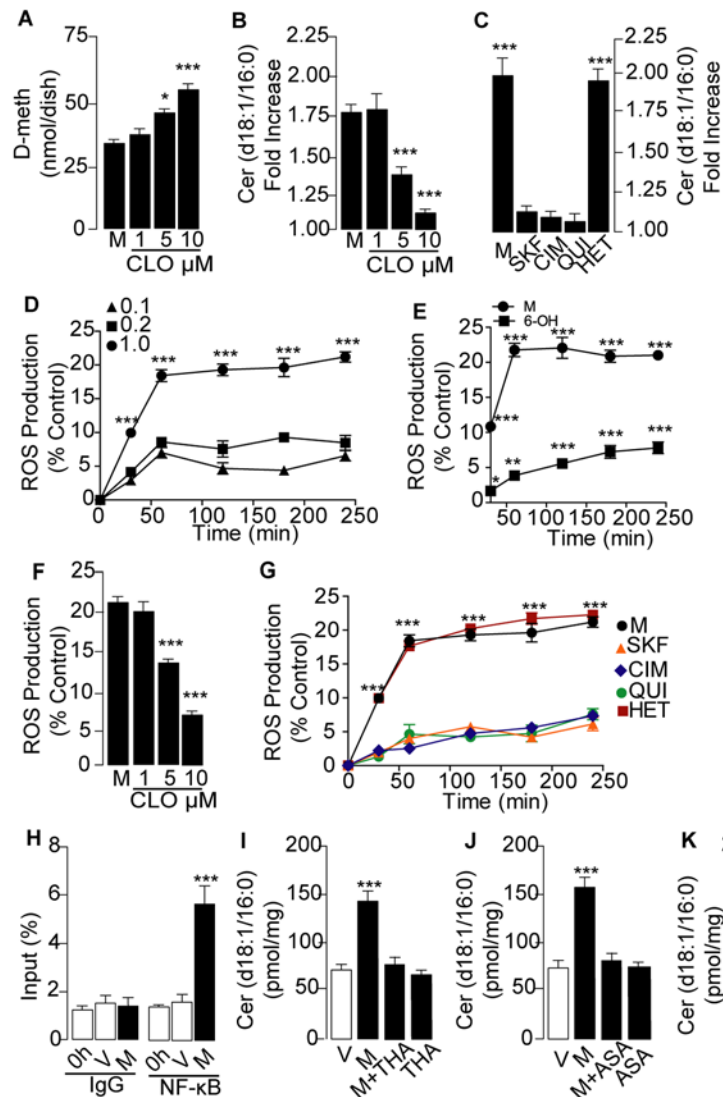 A
D-meth
(nmol/dish)
75
50
25
0
* ***
M 1 5 10
CLO µM
B
Cer (d18:1/16:0)
Fold Increase
2.25
2.00
1.75
1.50
1.25
1.00
***
***
M 1 5 10
CLO µM
C
*** ***
2.00
1.75
1.50
1.25
1.00
Cer (d18:1/16:0)
Fold Increase
M SKF CIM QUI HET
D
0.1
0.2
1.0
ROS Production
(% Control)
25
20
15
10
5
0
*** *** *** *** ***
0 50 100 150 200 250
Time (min)
E
M
6-OH
ROS Production
(% Control)
25
20
15
10
5
0
*** *** *** *** ***
* ** *** *** ***
50 100 150 200 250
Time (min)
F
ROS Production
(% Control)
25
20
15
10
5
0
***
***
M 1 5 10
CLO µM
G
ROS Production
(% Control)
25
20
15
10
5
0
*** *** *** *** ***
M
SKF
CIM
QUI
HET
0 50 100 150 200 250
Time (min)
H
Input (%)
8
6
4
2
0
***
0h V M 0h V M
IgG NF-κB
I
Cer (d18:1/16:0)
(pmol/mg)
200
150
100
50
0
***
V M M+THA THA
J
Cer (d18:1/16:0)
(pmol/mg)
200
150
100
50
0
***
V M M+ASA ASA
K
Cer (d18:1/16:0)
(pmol/mg)